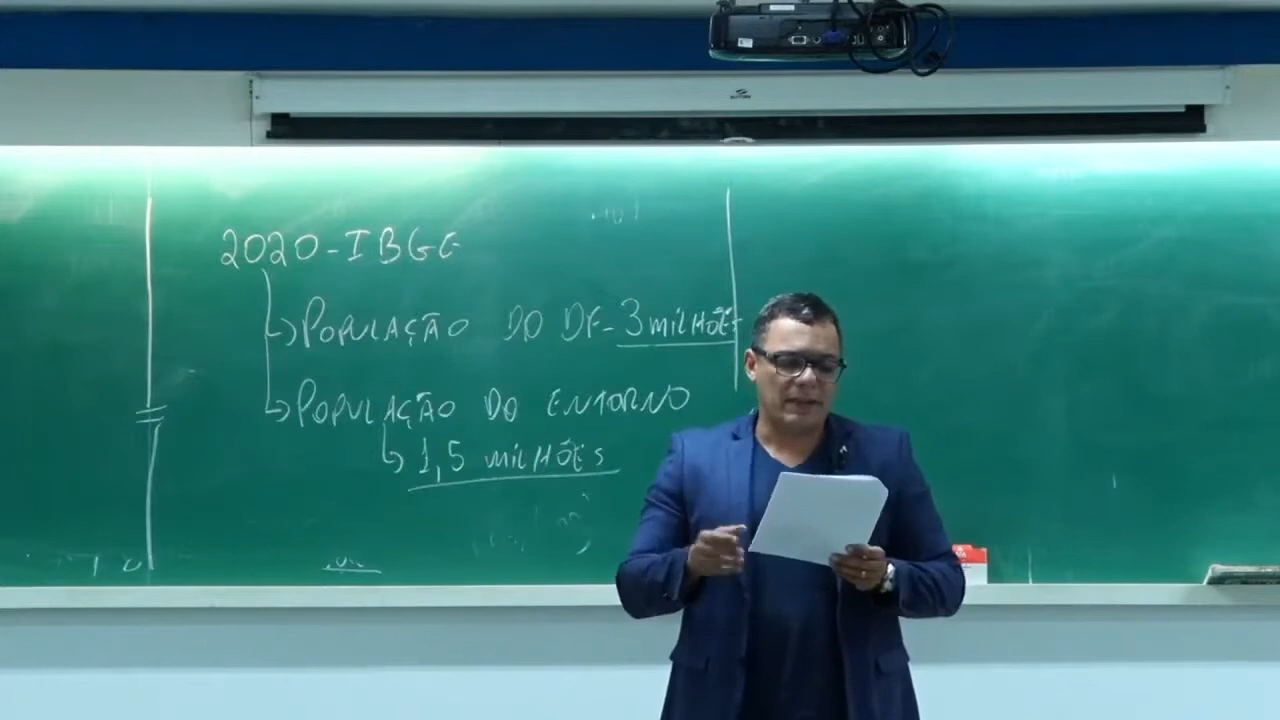 2020-IBGE
POPULAÇÃO DO DF-3 MILHÕES
POPULAÇÃO DO ENTORNO
1,5 MILHÕES